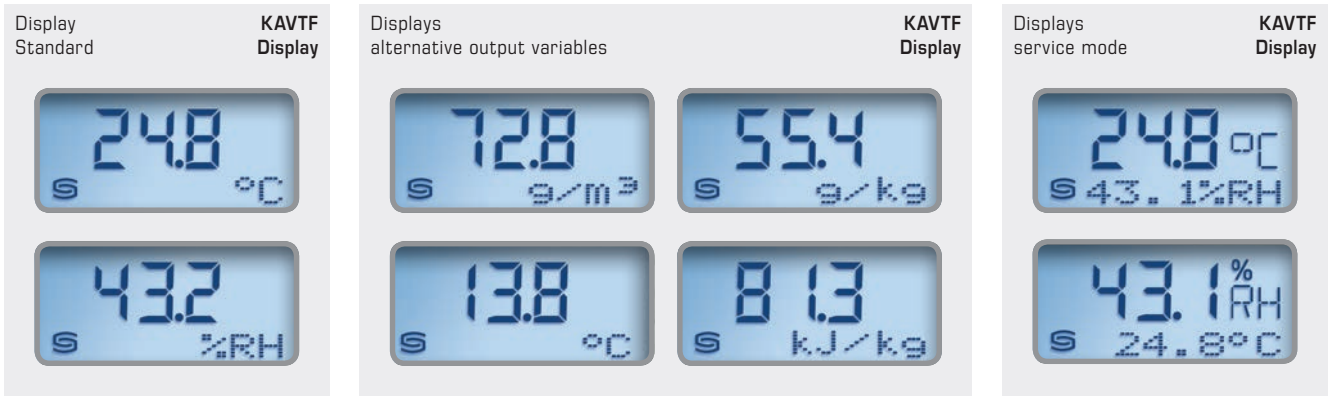 Display
Standard
KAVTF
Display
24.8
°C
43.2
%RH
Displays
alternative output variables
KAVTF
Display
72.8
g/m³
55.4
g/kg
13.8
°C
81.3
kJ/kg
Displays
service mode
KAVTF
Display
24.8 °C
43.1%RH
43.1 % RH
24.8°C